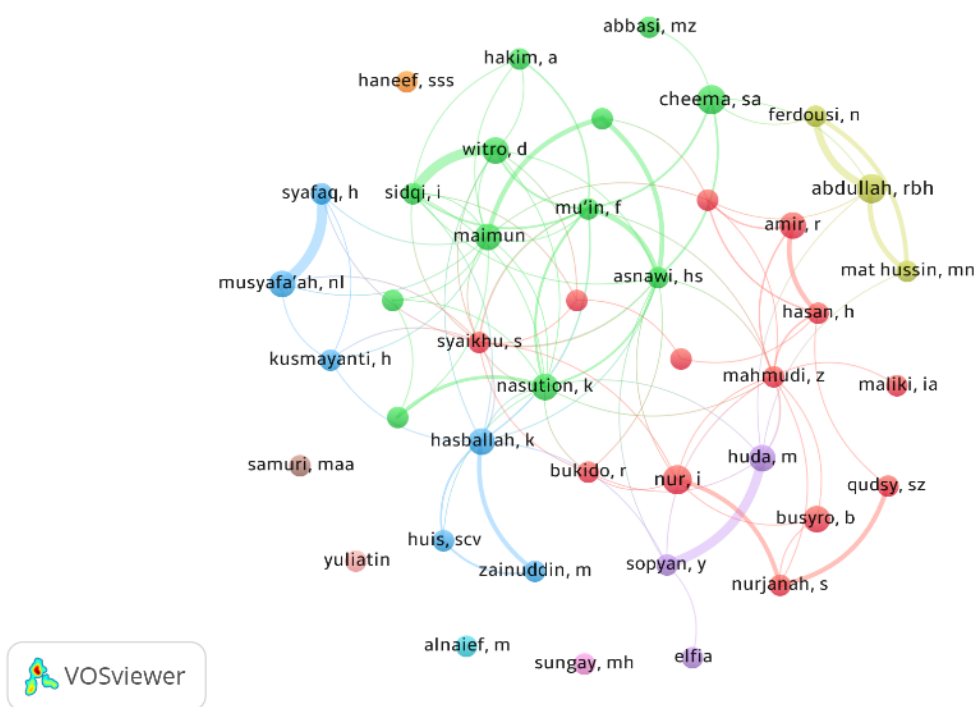 abbasi, mz
hakim, a
haneef, sss
cheema, sa
ferdousi, n
witro, d
syafaq, h
sidqi, i
abdullah, rbh
mu'in, f
amir, r
maimun
musyafa'ah, nl
asnawi, hs
mat hussin, mn
hasan, h
syaikhu, s
kusmayanti, h
nasution, k
mahmudi, z
maliki, ia
hasballah, k
samuri, maa
bukido, r
nur, i
huda, m
qudsy, sz
busyro, b
huis, scv
yuliatin
zainuddin, m
sopyan, y
nurjanah, s
alnaief, m
sungay, mh
elfia
VOSviewer